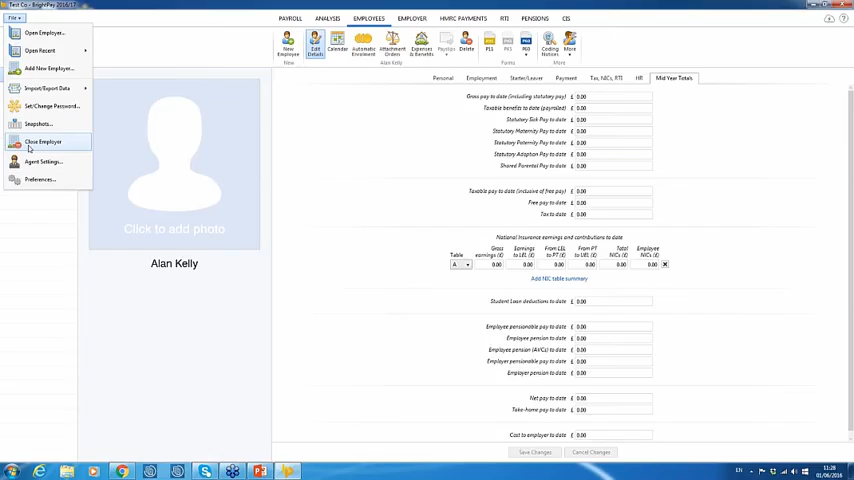 Test Co - BrightPay 2016/17
File
PAYROLL ANALYSIS EMPLOYEES EMPLOYER HMRC PAYMENTS RTI PENSIONS CIS
Open Employer...
Open Recent
Add New Employer...
Import/Export Data
Set/Change Password...
Snapshots...
Close Employer
Agent Settings...
Preferences...
New Employee
Edit Details
Calendar
Automatic Enrolment
Attachment Orders
Expenses & Benefits
Payslips
Delete
P11
P45
P60
Coding Notices
More
New Alan Kelly Forms More
Personal Employment Starter/Leaver Payment Tax, NICs, RTI HR Mid Year Totals
Click to add photo
Alan Kelly
Gross pay to date (including statutory pay) £ 0.00
Taxable benefits to date (payrolled) £ 0.00
Statutory Sick Pay to date £ 0.00
Statutory Maternity Pay to date £ 0.00
Statutory Paternity Pay to date £ 0.00
Statutory Adoption Pay to date £ 0.00
Shared Parental Pay to date £ 0.00
Taxable pay to date (inclusive of free pay) £ 0.00
Free pay to date £ 0.00
Tax to date £ 0.00
National Insurance earnings and contributions to date
Table Gross earnings (£) Earnings to LEL (£) From LEL to PT (£) From PT to UEL (£) Total NICs (£) Employee NICs (£)
A 0.00 0.00 0.00 0.00 0.00 0.00
Add NIC table summary
Student Loan deductions to date £ 0.00
Employee pensionable pay to date £ 0.00
Employee pension to date £ 0.00
Employee pension (AVC) to date £ 0.00
Employer pensionable pay to date £ 0.00
Employer pension to date £ 0.00
Net pay to date £ 0.00
Take-home pay to date £ 0.00
Cost to employer to date £ 0.00
Save Changes Cancel Changes
EN
11:28
01/06/2016